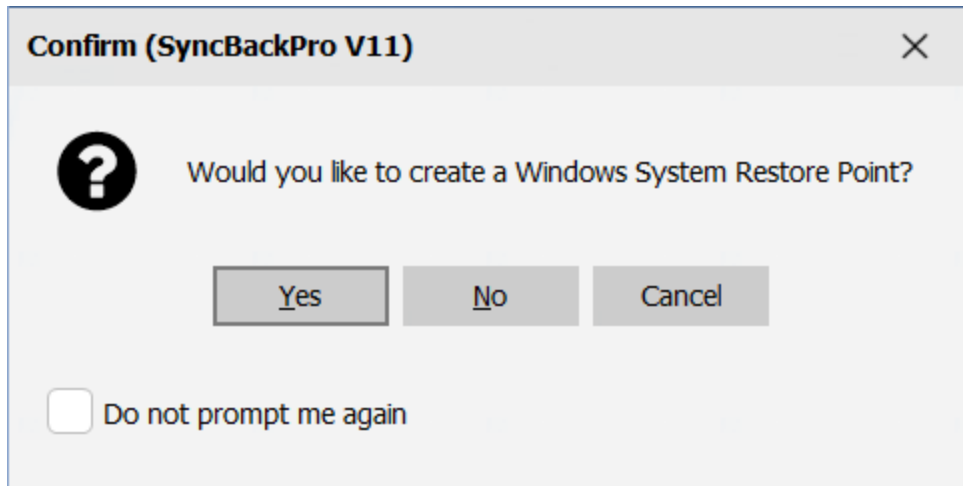 Confirm (SyncBackPro V11)
Would you like to create a Windows System Restore Point?
Yes
No
Cancel
Do not prompt me again